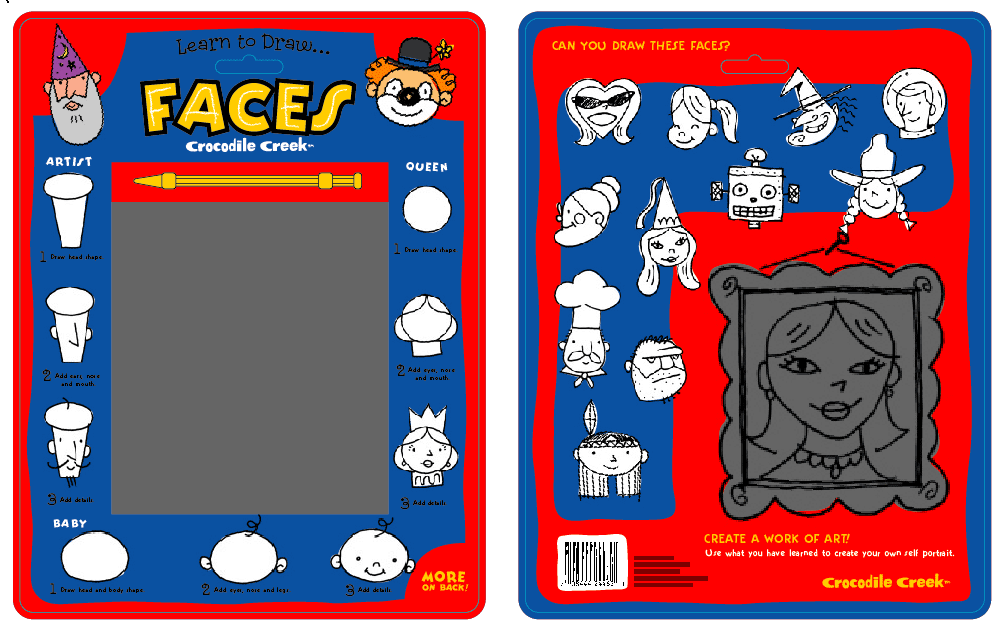 Learn to Draw...
FACES
Crocodile Creek™
ARTIST
1 Draw head shape
2 Add ears, nose
and mouth
3 Add details
QUEEN
1 Draw head shape
2 Add eyes, nose
and mouth
3 Add details
BABY
1 Draw head and body shape
2 Add eyes, nose and legs
3 Add details
MORE
ON BACK!
CAN YOU DRAW THESE FACES?
CREATE A WORK OF ART!
Use what you have learned to create your own self portrait.
Crocodile Creek™